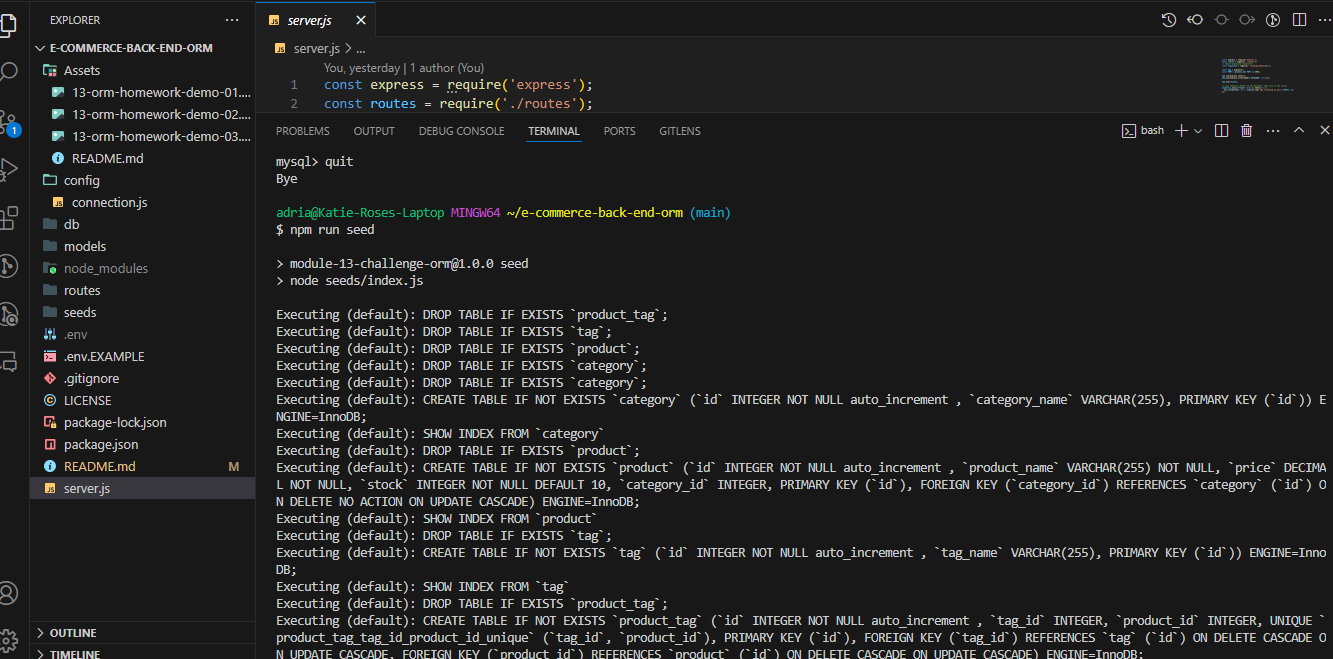 EXPLORER
E-COMMERCE-BACK-END-ORM
Assets
13-orm-homework-demo-01....
13-orm-homework-demo-02....
13-orm-homework-demo-03....
README.md
config
connection.js
db
models
node_modules
routes
seeds
.env
.env.EXAMPLE
.gitignore
LICENSE
package-lock.json
package.json
README.md M
server.js
OUTLINE
TIMELINE
1
server.js
server.js > ...
You, yesterday | 1 author (You)
1 const express = require('express');
2 const routes = require('./routes');
PROBLEMS OUTPUT DEBUG CONSOLE TERMINAL PORTS GITLENS
bash
mysql> quit
Bye
adria@Katie-Roses-Laptop MINGW64 ~/e-commerce-back-end-orm (main)
$ npm run seed
> module-13-challenge-orm@1.0.0 seed
> node seeds/index.js
Executing (default): DROP TABLE IF EXISTS `product_tag`;
Executing (default): DROP TABLE IF EXISTS `tag`;
Executing (default): DROP TABLE IF EXISTS `product`;
Executing (default): DROP TABLE IF EXISTS `category`;
Executing (default): DROP TABLE IF EXISTS `category`;
Executing (default): CREATE TABLE IF NOT EXISTS `category` (`id` INTEGER NOT NULL auto_increment , `category_name` VARCHAR(255), PRIMARY KEY (`id`)) E
NGINE=InnoDB;
Executing (default): SHOW INDEX FROM `category`
Executing (default): DROP TABLE IF EXISTS `product`;
Executing (default): CREATE TABLE IF NOT EXISTS `product` (`id` INTEGER NOT NULL auto_increment , `product_name` VARCHAR(255) NOT NULL, `price` DECIMA
L NOT NULL, `stock` INTEGER NOT NULL DEFAULT 10, `category_id` INTEGER, PRIMARY KEY (`id`), FOREIGN KEY (`category_id`) REFERENCES `category` (`id`) O
N DELETE NO ACTION ON UPDATE CASCADE) ENGINE=InnoDB;
Executing (default): SHOW INDEX FROM `product`
Executing (default): DROP TABLE IF EXISTS `tag`;
Executing (default): CREATE TABLE IF NOT EXISTS `tag` (`id` INTEGER NOT NULL auto_increment , `tag_name` VARCHAR(255), PRIMARY KEY (`id`)) ENGINE=Inno
DB;
Executing (default): SHOW INDEX FROM `tag`
Executing (default): DROP TABLE IF EXISTS `product_tag`;
Executing (default): CREATE TABLE IF NOT EXISTS `product_tag` (`id` INTEGER NOT NULL auto_increment , `tag_id` INTEGER, `product_id` INTEGER, UNIQUE `
product_tag_tag_id_product_id_unique` (`tag_id`, `product_id`), PRIMARY KEY (`id`), FOREIGN KEY (`tag_id`) REFERENCES `tag` (`id`) ON DELETE CASCADE O
N UPDATE CASCADE, FOREIGN KEY (`product_id`) REFERENCES `product` (`id`) ON DELETE CASCADE ON UPDATE CASCADE) ENGINE=InnoDB;